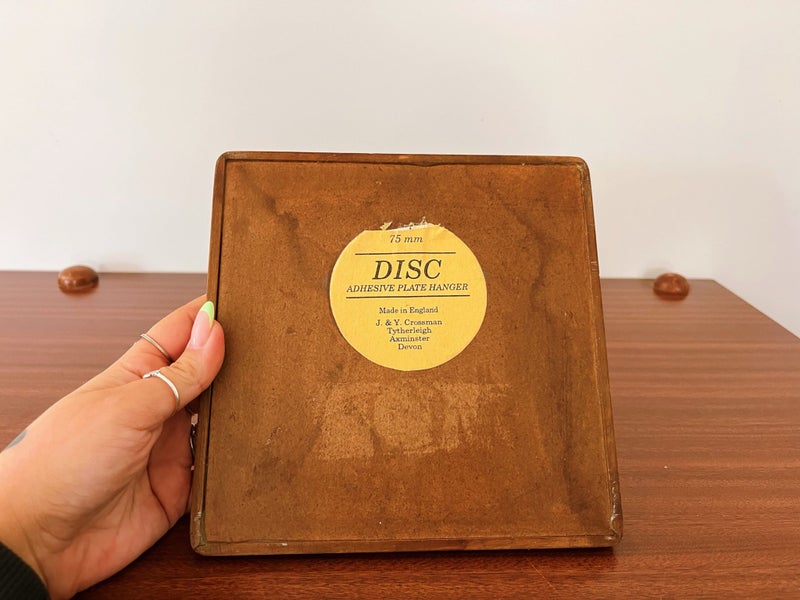 75 mm
DISC
ADHESIVE PLATE HANGER
Made in England
J. & Y. Crossman
Tytherleigh
Axminster
Devon